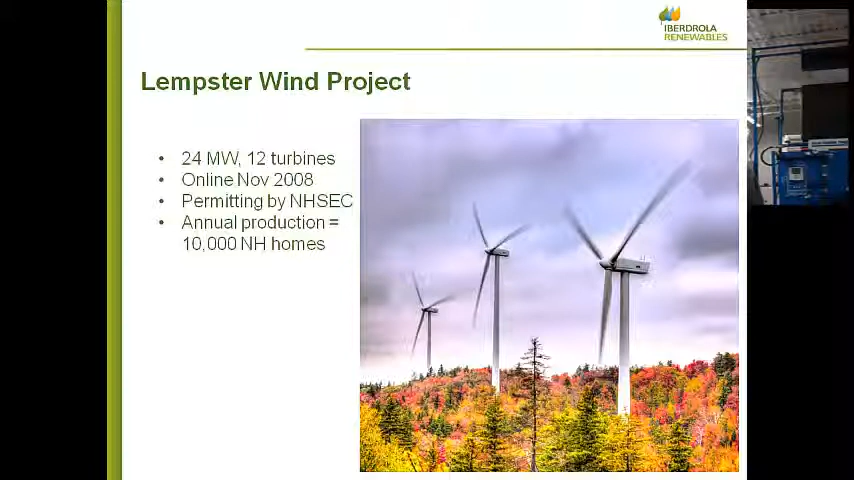 IBERDROLA
RENEWABLES
Lempster Wind Project
• 24 MW, 12 turbines
• Online Nov 2008
• Permitting by NHSEC
• Annual production =
10,000 NH homes